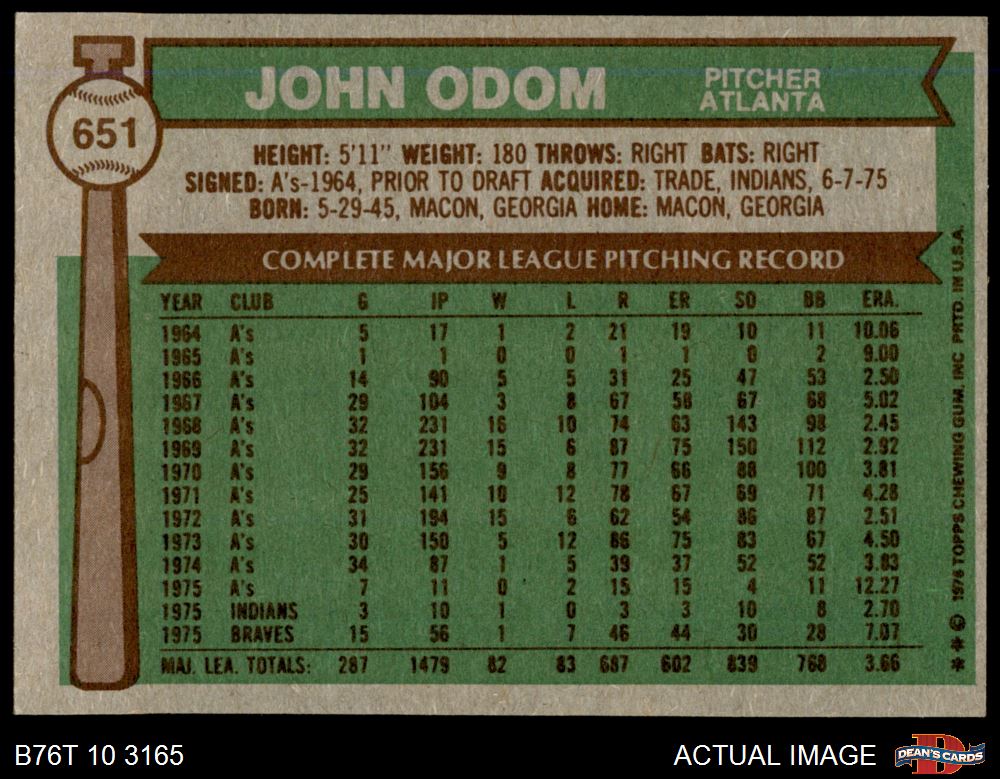 651
JOHN ODOM
PITCHER
ATLANTA
HEIGHT: 5'11" WEIGHT: 180 THROWS: RIGHT BATS: RIGHT
SIGNED: A's-1964, PRIOR TO DRAFT ACQUIRED: TRADE, INDIANS, 6-7-75
BORN: 5-29-45, MACON, GEORGIA HOME: MACON, GEORGIA
COMPLETE MAJOR LEAGUE PITCHING RECORD
YEAR CLUB G IP W L R ER SO BB ERA.
1964 A's 5 17 1 2 21 19 10 11 10.06
1965 A's 1 1 0 0 1 1 0 2 9.00
1966 A's 14 90 5 5 31 25 47 53 2.50
1967 A's 29 104 3 8 67 58 67 68 5.02
1968 A's 32 231 16 10 74 63 143 98 2.45
1969 A's 32 231 15 6 87 75 150 112 2.92
1970 A's 29 156 9 8 77 66 88 100 3.81
1971 A's 25 141 10 12 78 67 69 71 4.28
1972 A's 31 194 15 6 62 54 86 87 2.51
1973 A's 30 150 5 12 86 75 83 67 4.50
1974 A's 34 87 1 5 39 37 52 52 3.83
1975 A's 7 11 0 2 15 15 4 11 12.27
1975 INDIANS 3 10 1 0 3 3 10 8 2.70
1975 BRAVES 15 56 1 7 46 44 30 28 7.07
MAJ. LEA. TOTALS: 287 1479 82 83 687 602 839 768 3.66
* * © 1976 TOPPS CHEWING GUM, INC PRTD. IN U.S.A.
B76T 10 3165
ACTUAL IMAGE
DEAN'S CARDS